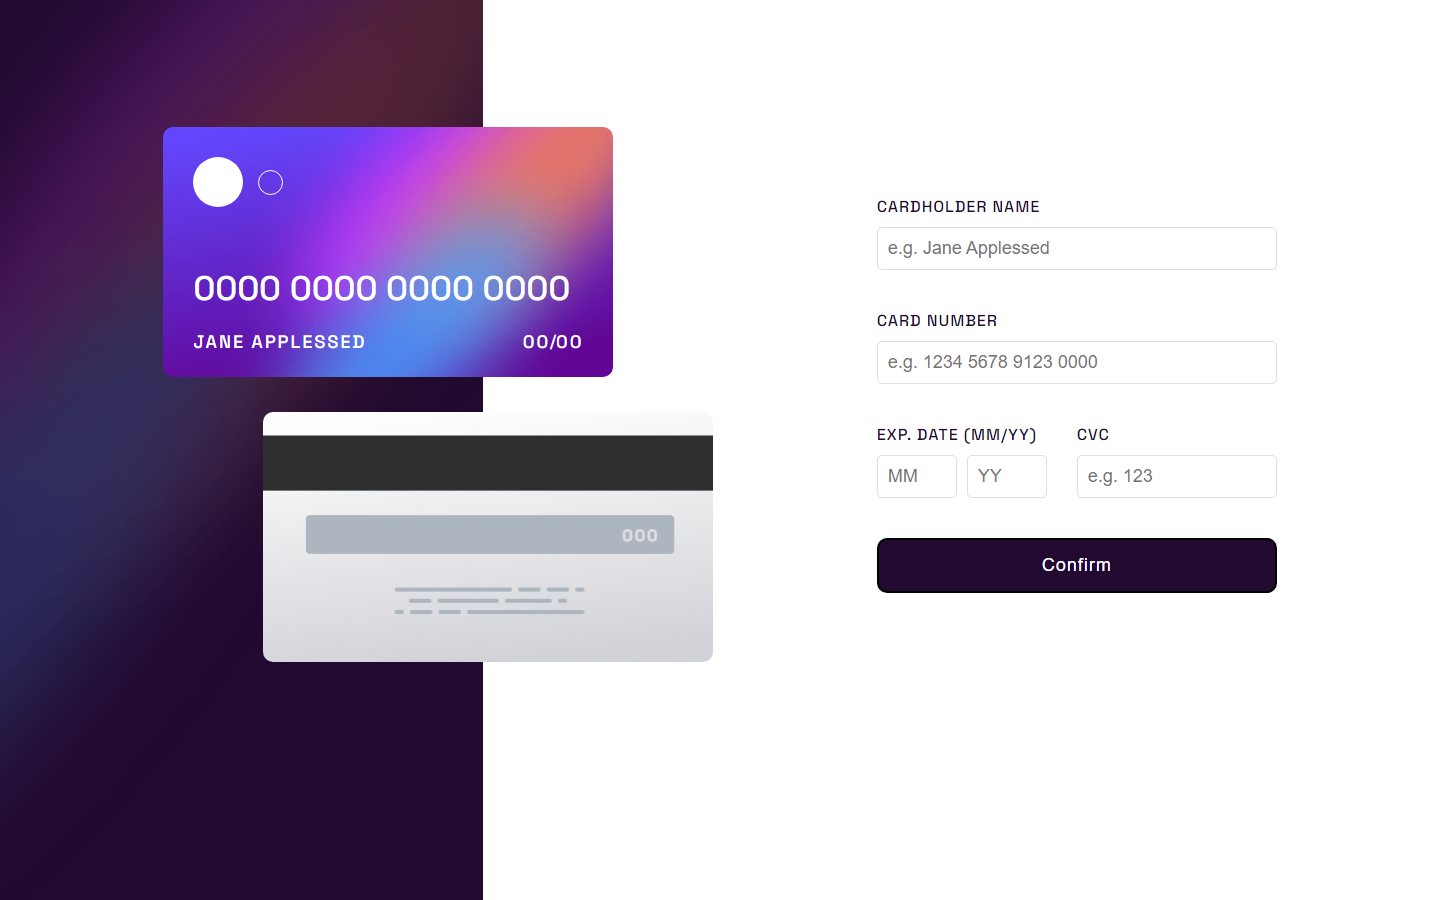 0000 0000 0000 0000
JANE APPLESSED 00/00
000
CARDHOLDER NAME
e.g. Jane Applessed
CARD NUMBER
e.g. 1234 5678 9123 0000
EXP. DATE (MM/YY) CVC
MM YY e.g. 123
Confirm